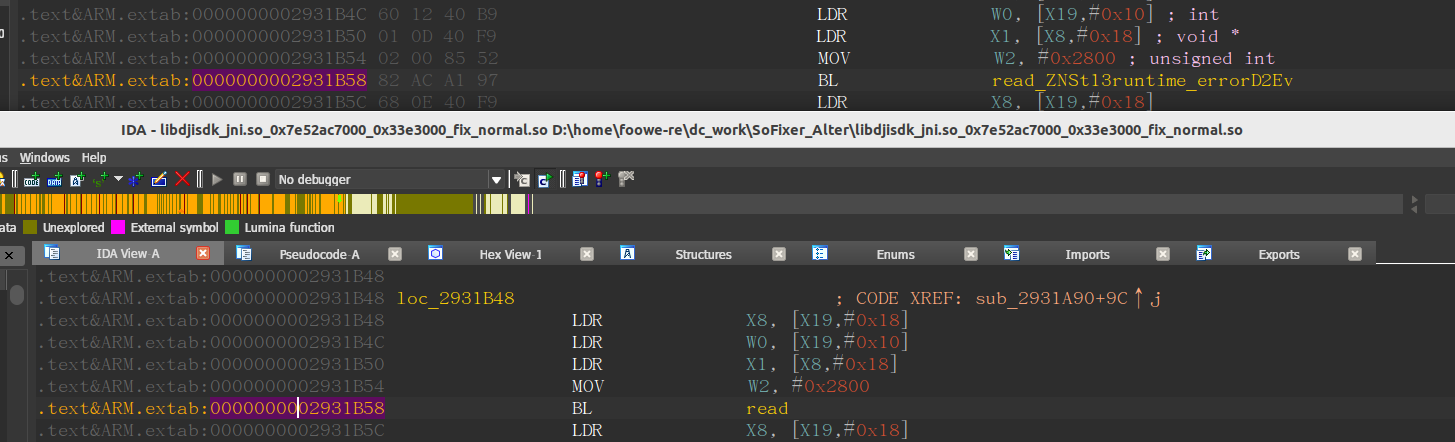 .text&ARM.extab:0000000002931B4C 60 12 40 B9 LDR W0, [X19,#0x10] ; int
.text&ARM.extab:0000000002931B50 01 0D 40 F9 LDR X1, [X8,#0x18] ; void *
.text&ARM.extab:0000000002931B54 02 00 85 52 MOV W2, #0x2800 ; unsigned int
.text&ARM.extab:0000000002931B58 82 AC A1 97 BL read_ZNSt13runtime_errorD2Ev
.text&ARM.extab:0000000002931B5C 68 0E 40 F9 LDR X8, [X19,#0x18]
IDA - libdjisdk_jni.so_0x7e52ac7000_0x33e3000_fix_normal.so D:\home\foowe-re\dc_work\SoFixer_Alter\libdjisdk_jni.so_0x7e52ac7000_0x33e3000_fix_normal.so
ns Windows Help
No debugger
ata Unexplored External symbol Lumina function
IDA View-A Pseudocode-A Hex View-1 Structures Enums Imports Exports
.text&ARM.extab:0000000002931B48
.text&ARM.extab:0000000002931B48 loc_2931B48 ; CODE XREF: sub_2931A90+9C↑j
.text&ARM.extab:0000000002931B48 LDR X8, [X19,#0x18]
.text&ARM.extab:0000000002931B4C LDR W0, [X19,#0x10]
.text&ARM.extab:0000000002931B50 LDR X1, [X8,#0x18]
.text&ARM.extab:0000000002931B54 MOV W2, #0x2800
.text&ARM.extab:0000000002931B58 BL read
.text&ARM.extab:0000000002931B5C LDR X8, [X19,#0x18]